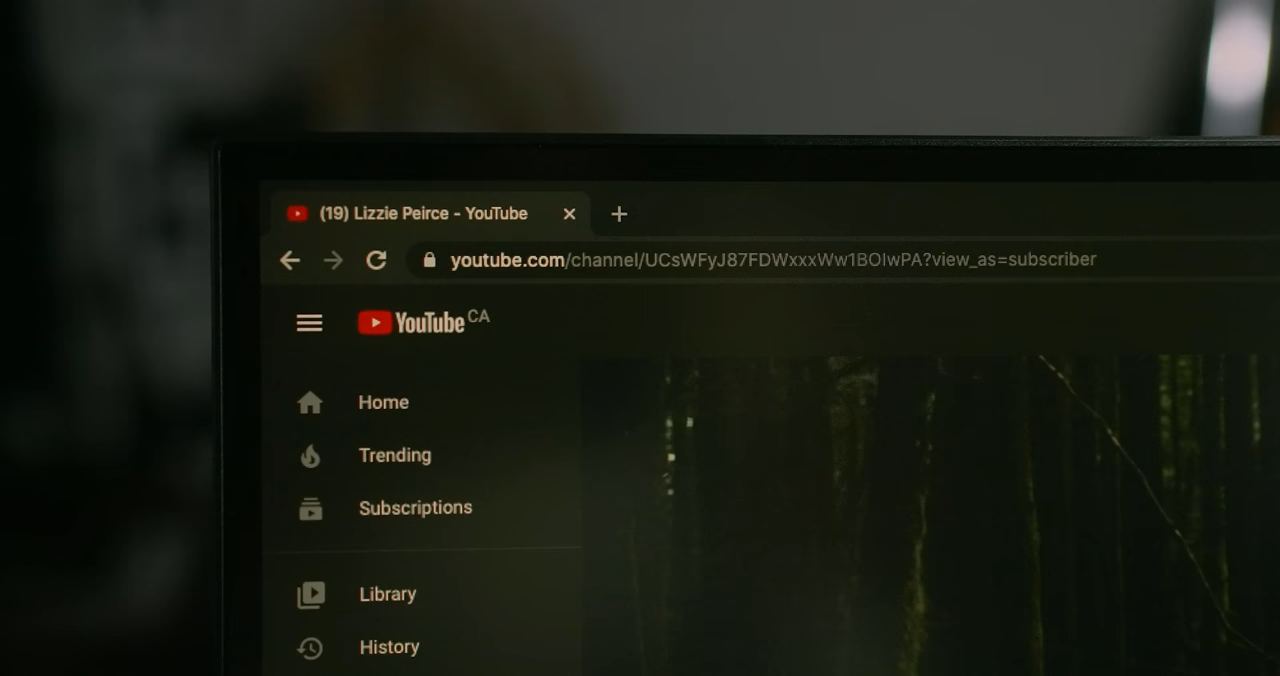 (19) Lizzie Peirce - YouTube
youtube.com/channel/UCsWFyJ87FDWxxxWw1BOIwPA?view_as=subscriber
YouTube CA
Home
Trending
Subscriptions
Library
History